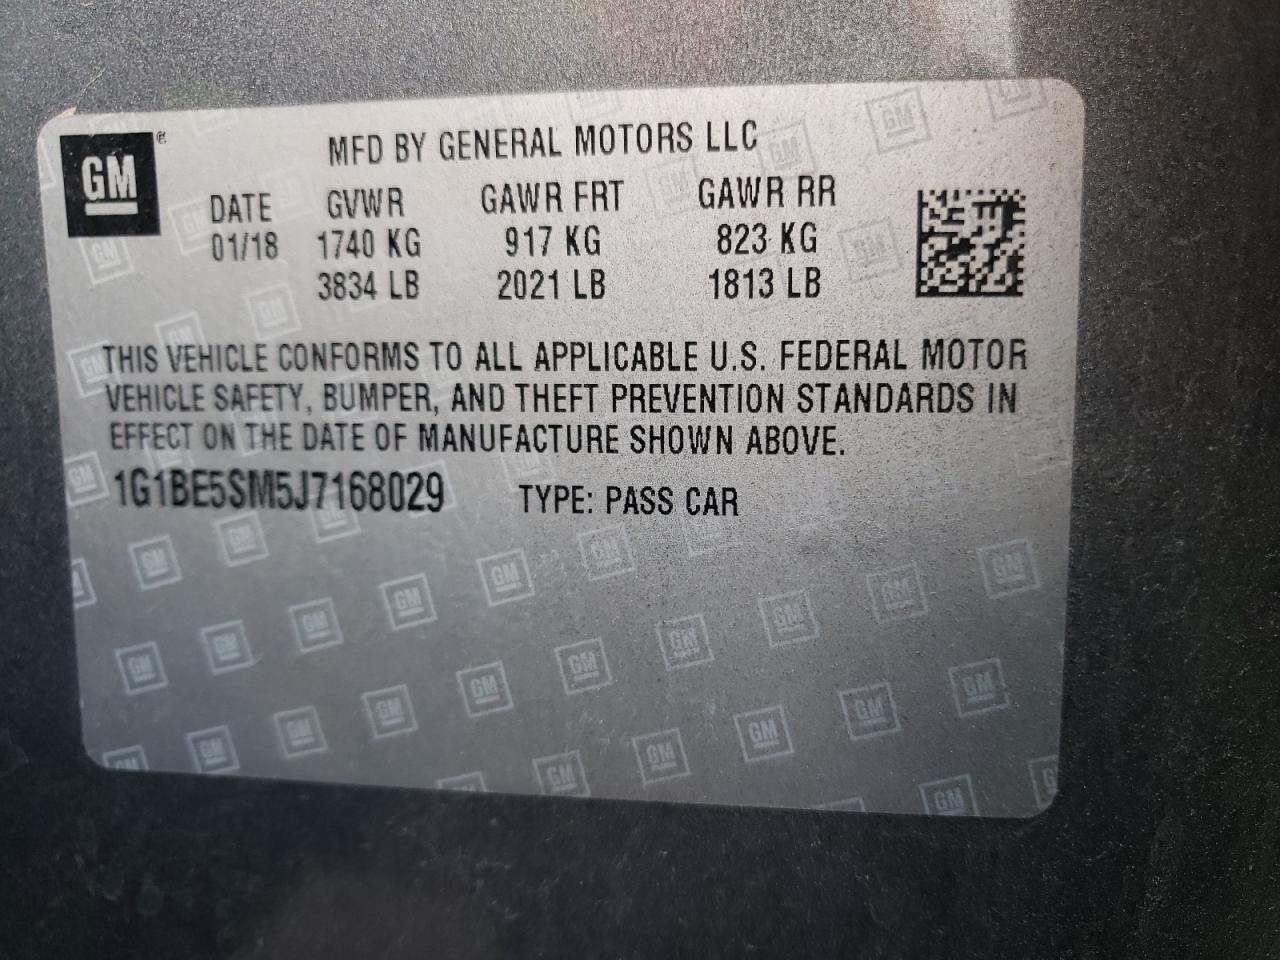 GM ®
MFD BY GENERAL MOTORS LLC
DATE GVWR GAWR FRT GAWR RR
01/18 1740 KG 917 KG 823 KG
3834 LB 2021 LB 1813 LB
THIS VEHICLE CONFORMS TO ALL APPLICABLE U.S. FEDERAL MOTOR
VEHICLE SAFETY, BUMPER, AND THEFT PREVENTION STANDARDS IN
EFFECT ON THE DATE OF MANUFACTURE SHOWN ABOVE.
1G1BE5SM5J7168029 TYPE: PASS CAR